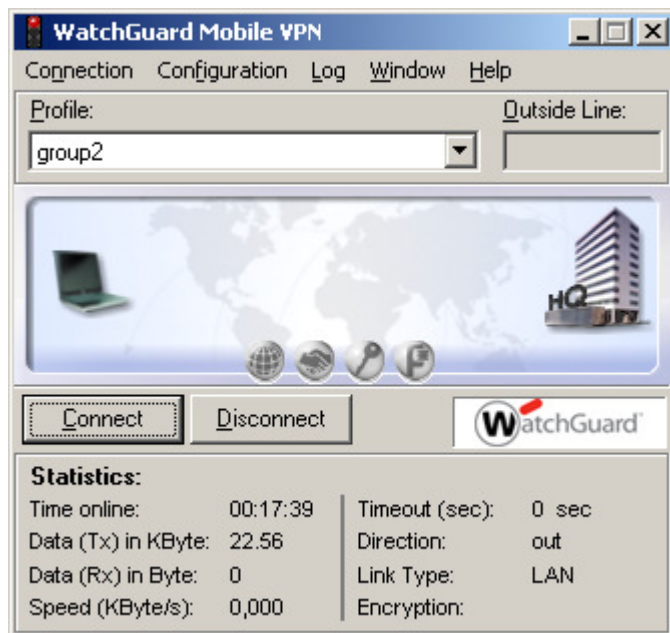 WatchGuard Mobile VPN
Connection Configuration Log Window Help
Profile: Outside Line:
group2
HQ
Connect Disconnect WatchGuard
Statistics:
Time online: 00:17:39 Timeout (sec): 0 sec
Data (Tx) in KByte: 22.56 Direction: out
Data (Rx) in Byte: 0 Link Type: LAN
Speed (KByte/s): 0,000 Encryption: